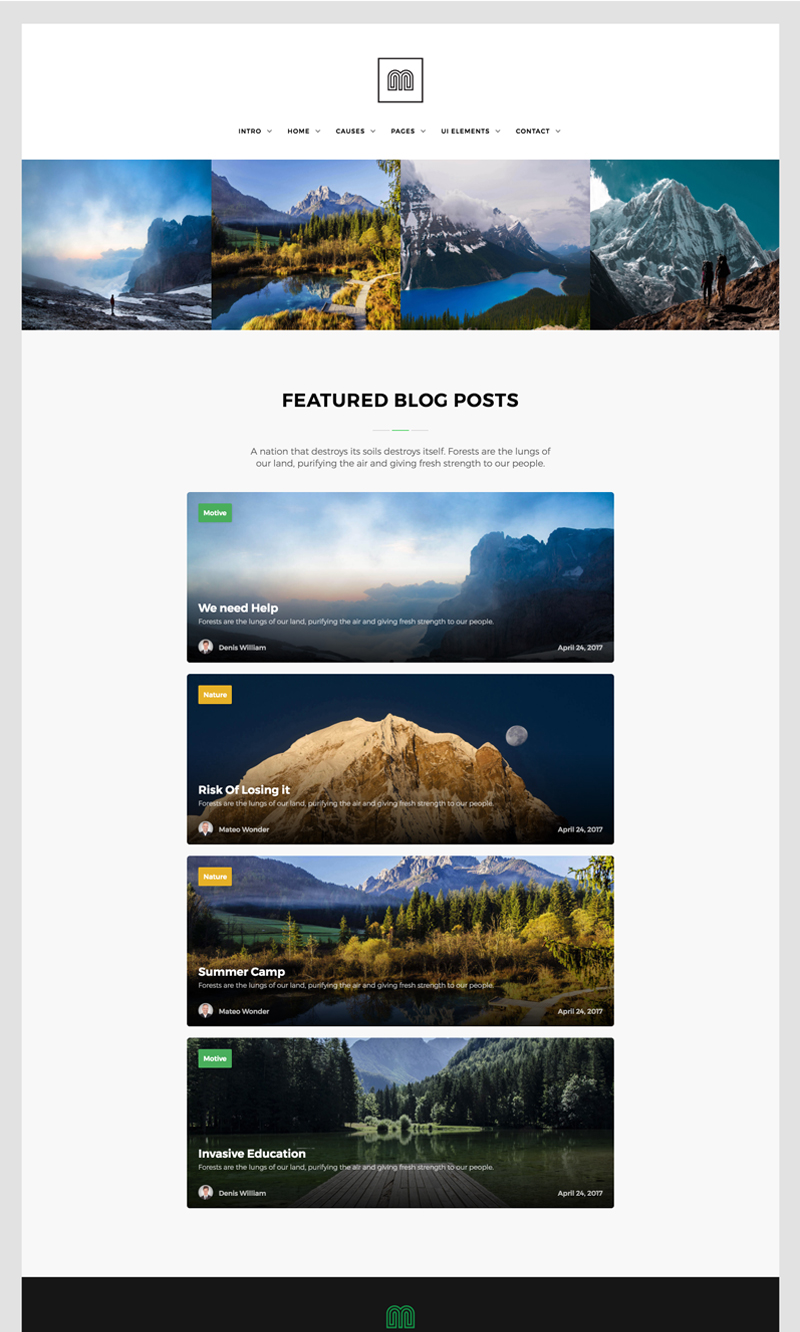 M
INTRO HOME CAUSES PAGES UI ELEMENTS CONTACT
FEATURED BLOG POSTS
A nation that destroys its soils destroys itself. Forests are the lungs of
our land, purifying the air and giving fresh strength to our people.
Motive
We need Help
Forests are the lungs of our land, purifying the air and giving fresh strength to our people.
Denis William April 24, 2017
Nature
Risk Of Losing it
Forests are the lungs of our land, purifying the air and giving fresh strength to our people.
Mateo Wonder April 24, 2017
Nature
Summer Camp
Forests are the lungs of our land, purifying the air and giving fresh strength to our people.
Mateo Wonder April 24, 2017
Motive
Invasive Education
Forests are the lungs of our land, purifying the air and giving fresh strength to our people.
Denis William April 24, 2017
M